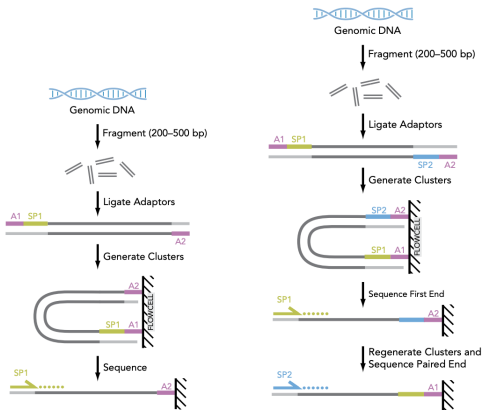 Genomic DNA
Fragment (200–500 bp)
Ligate Adaptors
A1 SP1
A2
Generate Clusters
A2
SP1 A1
FLOWCELL
Sequence
SP1
A2
Genomic DNA
Fragment (200–500 bp)
Ligate Adaptors
A1 SP1
SP2 A2
Generate Clusters
SP2 A2
SP1 A1
FLOWCELL
Sequence First End
SP1
A2
Regenerate Clusters and
Sequence Paired End
SP2
A1